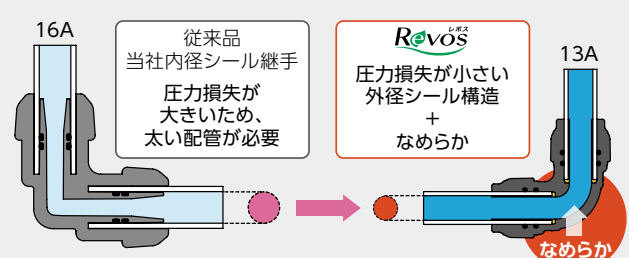 16A
従来品
当社内径シール継手
圧力損失が
大きいため、
太い配管が必要
レボス
Revos
圧力損失が小さい
外径シール構造
+
なめらか
13A
なめらか